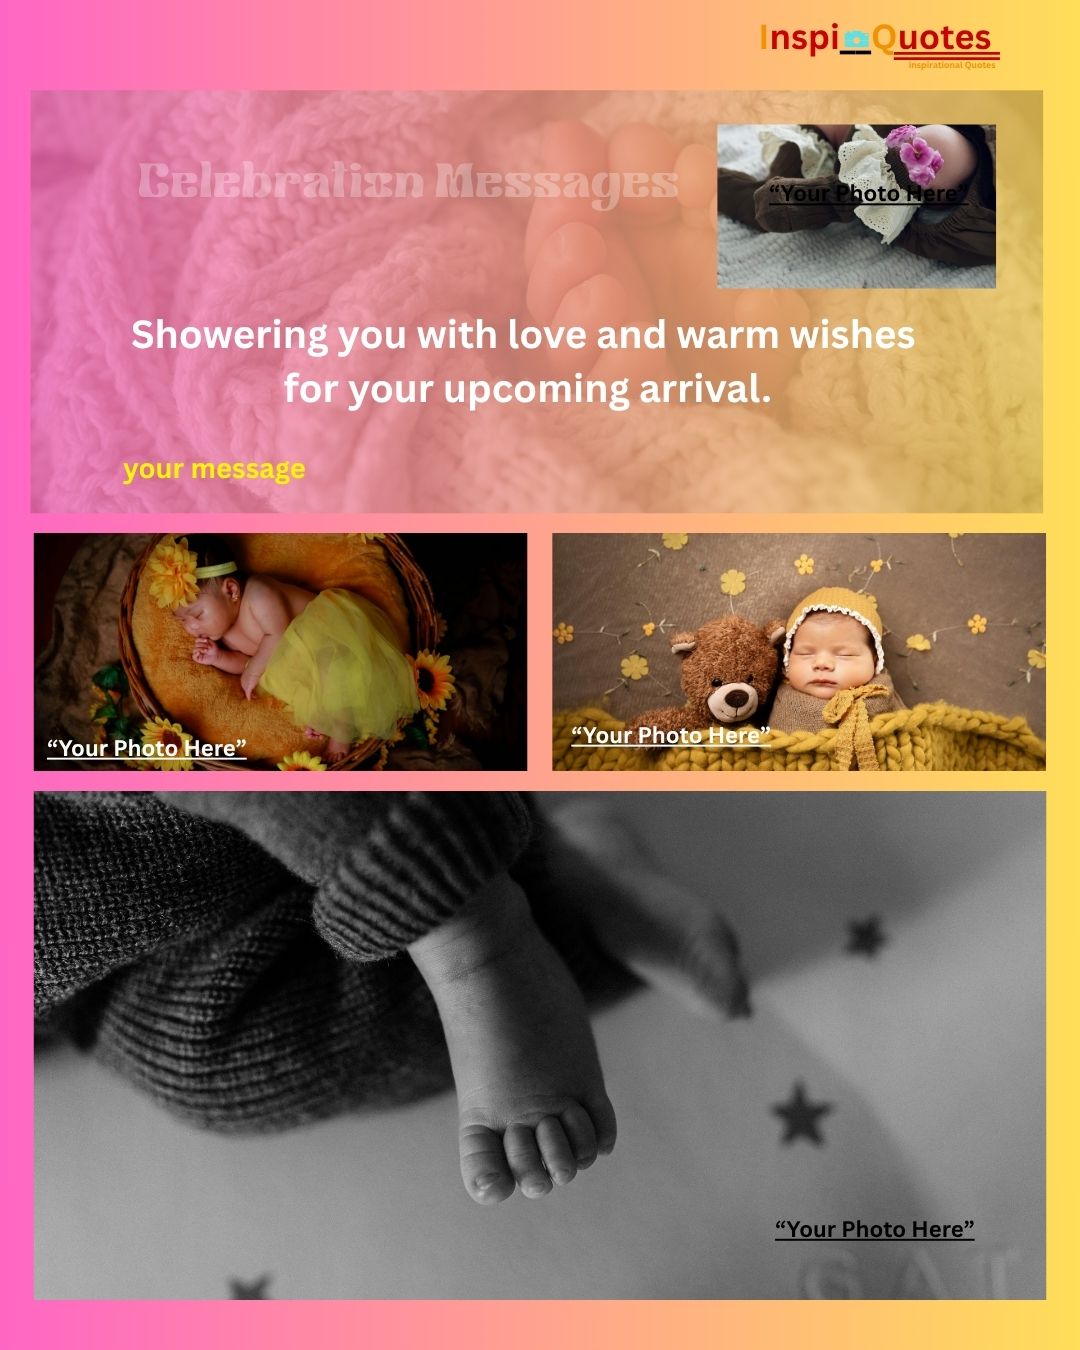 InspiQuotes
inspirational Quotes
Celebration Messages
“Your Photo Here”
Showering you with love and warm wishes
for your upcoming arrival.
your message
“Your Photo Here”
“Your Photo Here”
“Your Photo Here”